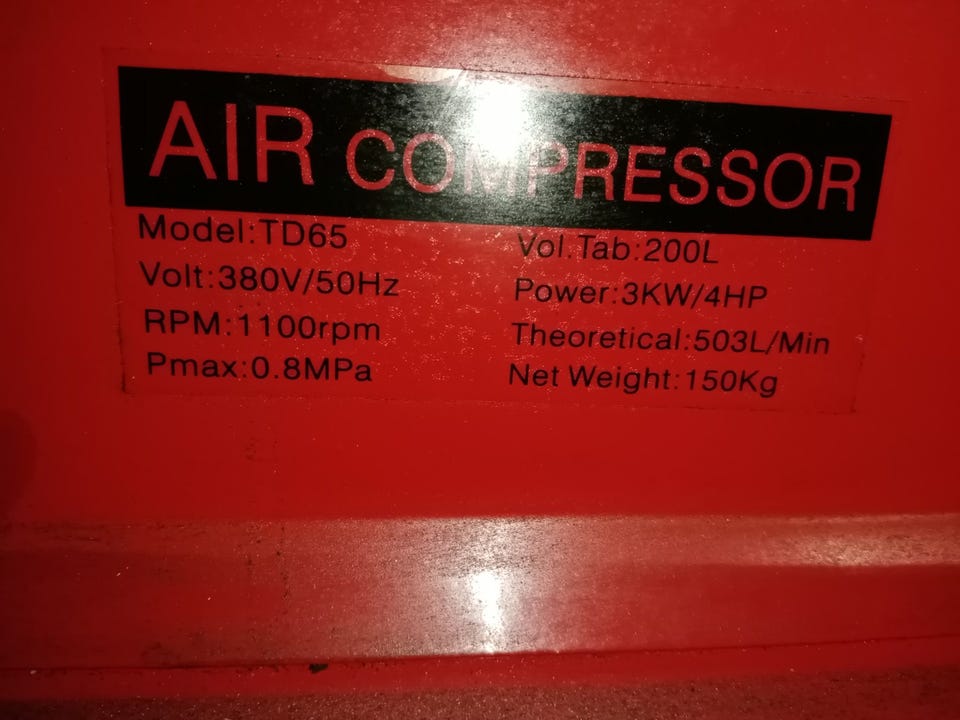 AIR COMPRESSOR
Model:TD65
Vol.Tab:200L
Volt:380V/50Hz
Power:3KW/4HP
RPM:1100rpm
Theoretical:503L/Min
Pmax:0.8MPa
Net Weight:150Kg